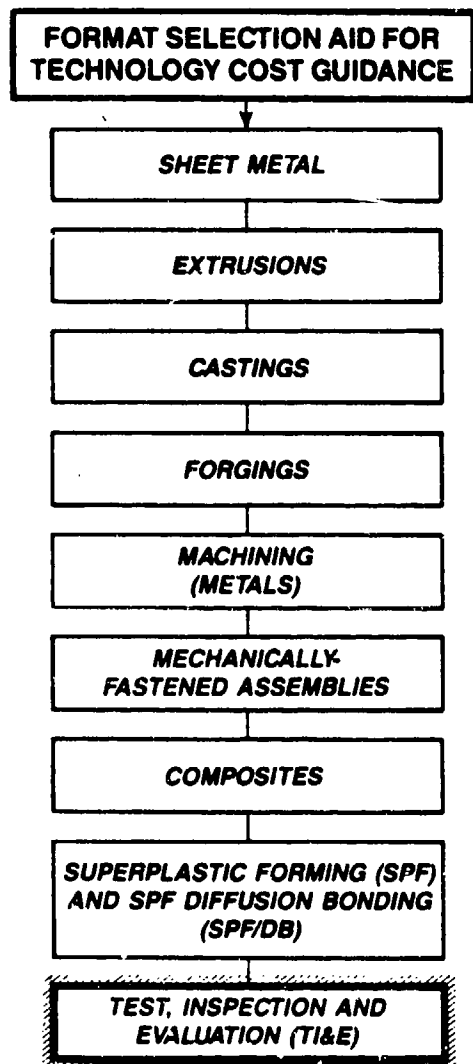 FORMAT SELECTION AID FOR
TECHNOLOGY COST GUIDANCE
SHEET METAL
EXTRUSIONS
CASTINGS
FORGINGS
MACHINING
(METALS)
MECHANICALLY-
FASTENED ASSEMBLIES
COMPOSITES
SUPERPLASTIC FORMING (SPF)
AND SPF DIFFUSION BONDING
(SPF/DB)
TEST, INSPECTION AND
EVALUATION (TI&E)